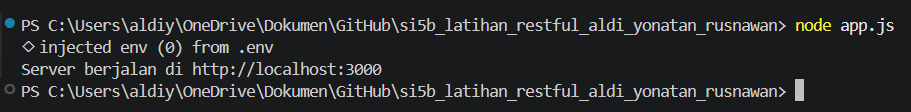 PS C:\Users\aldiy\OneDrive\Dokumen\GitHub\si5b_latihan_restful_aldi_yonatan_rusnawan> node app.js
◇ injected env (0) from .env
Server berjalan di http://localhost:3000
PS C:\Users\aldiy\OneDrive\Dokumen\GitHub\si5b_latihan_restful_aldi_yonatan_rusnawan>